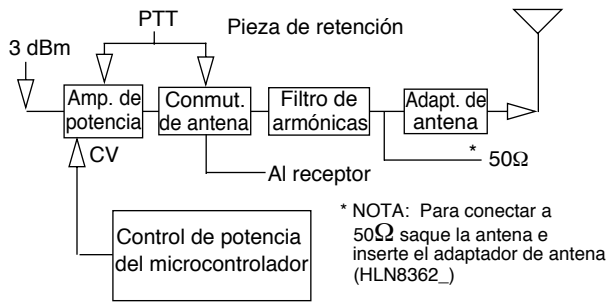 PTT
Pieza de retención
3 dBm
Amp. de
potencia
Conmut.
de antena
Filtro de
armónicas
Adapt. de
antena
CV
* 50Ω
Al receptor
Control de potencia
del microcontrolador
* NOTA: Para conectar a
50Ω saque la antena e
inserte el adaptador de antena
(HLN8362_)